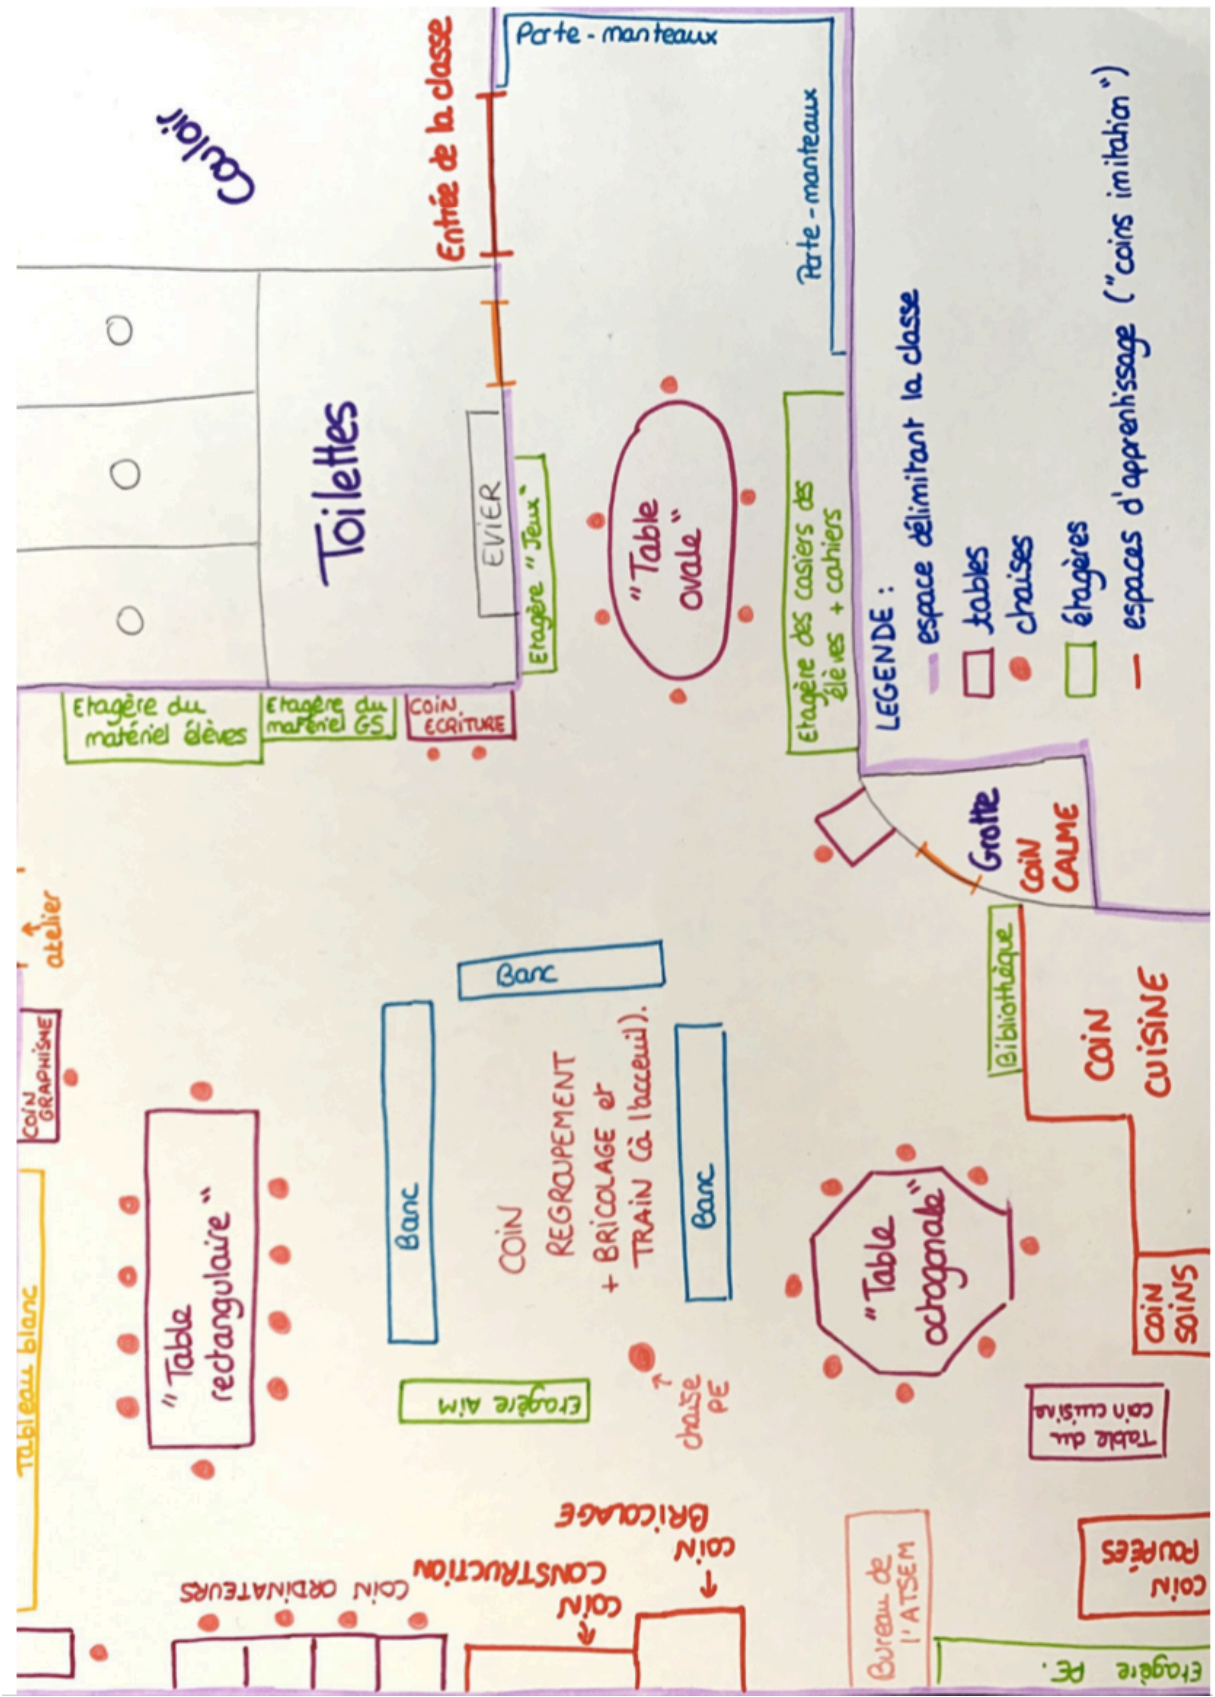 Couloir
Entrée de la classe
Porte-manteaux
Porte-manteaux
Toilettes
EVIER
Etagère "Jeux"
"Table
ovale"
Etagère des casiers des
élèves + cahiers
LEGENDE :
espace délimitant la classe
tables
chaises
étagères
espaces d'apprentissage ("coins imitation")
Etagère du
matériel élèves
Etagère du
matériel GS
COIN
ECRITURE
Grotte
COIN
CALME
atelier
COIN
GRAPHISME
Banc
Banc
Banc
COIN
REGROUPEMENT
+ BRICOLAGE et
TRAIN (à l'acceuil).
Bibliothèque
COIN
CUISINE
Tableau blanc
"Table
rectangulaire"
"Table
octogonale"
COIN
SOINS
Etagère AIM
chaise
PE
Table du
coin cuisine
COIN ORDINATEURS
COIN
CONSTRUCTION
COIN
BRICOLAGE
Bureau de
l'ATSEM
COIN
POUPÉES
Etagère PE.